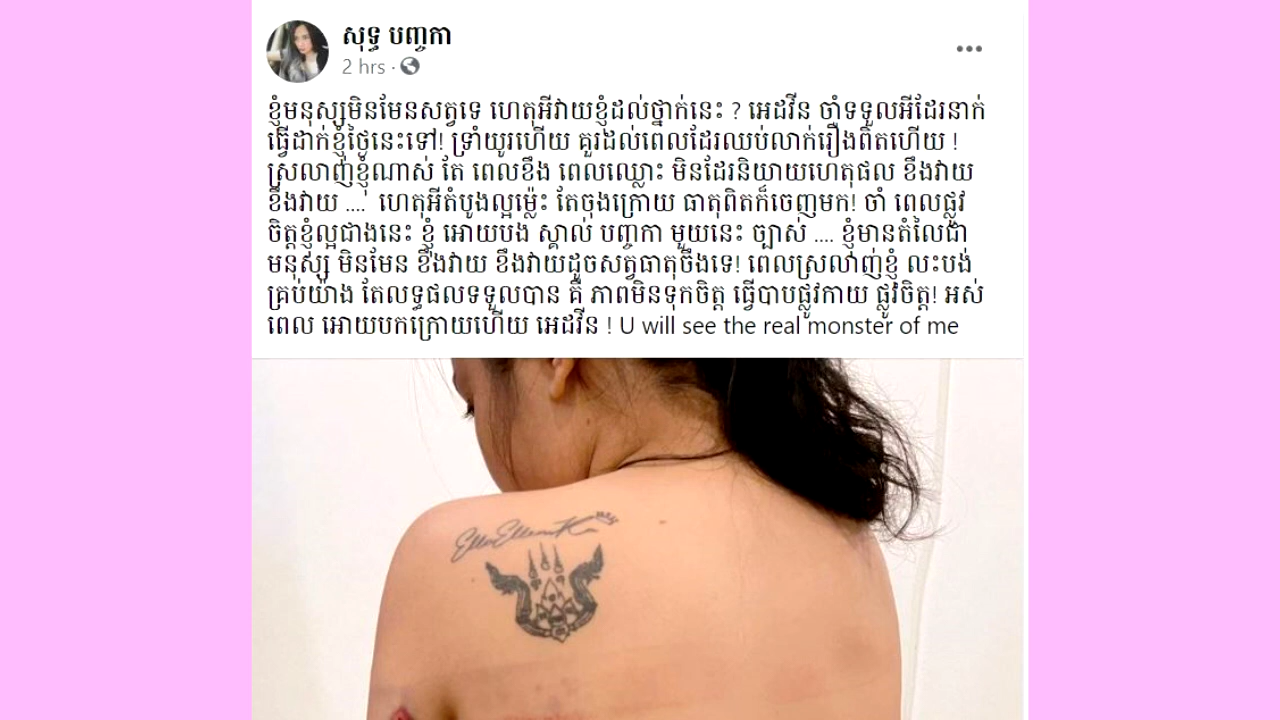 សុទ្ធ បញ្ចកា
2 hrs ·
ខ្ញុំមនុស្សមិនមែនសត្វទេ ហេតុអីវាយខ្ញុំដល់ថ្នាក់នេះ ? អេដវីន ចាំទទួលអីដែរនាក់
ធ្វើដាក់ខ្ញុំថ្ងៃនេះទៅ! ទ្រាំយូរហើយ គួរដល់ពេលដែរឈប់លាក់រឿងពិតហើយ !
ស្រលាញ់ខ្ញុំណាស់ តែ ពេលខឹង ពេលឈ្លោះ មិនដែរនិយាយហេតុផល ខឹងវាយ
ខឹងវាយ .... ហេតុអីតំបូងល្អម្ល៉េះ តែចុងក្រោយ ធាតុពិតក៏ចេញមក! ចាំ ពេលផ្លូវ
ចិត្តខ្ញុំល្អជាងនេះ ខ្ញុំ អោយបង ស្គាល់ បញ្ចកា មួយនេះ ច្បាស់ .... ខ្ញុំមានតំលៃជា
មនុស្ស មិនមែន ខឹងវាយ ខឹងវាយដូចសត្វធាតុចឹងទេ! ពេលស្រលាញ់ខ្ញុំ លះបង់
គ្រប់យ៉ាង តែលទ្ធផលទទួលបាន គឺ ភាពមិនទុកចិត្ត ធ្វើបាបផ្លូវកាយ ផ្លូវចិត្ត! អស់
ពេល អោយបកក្រោយហើយ អេដវីន ! U will see the real monster of me